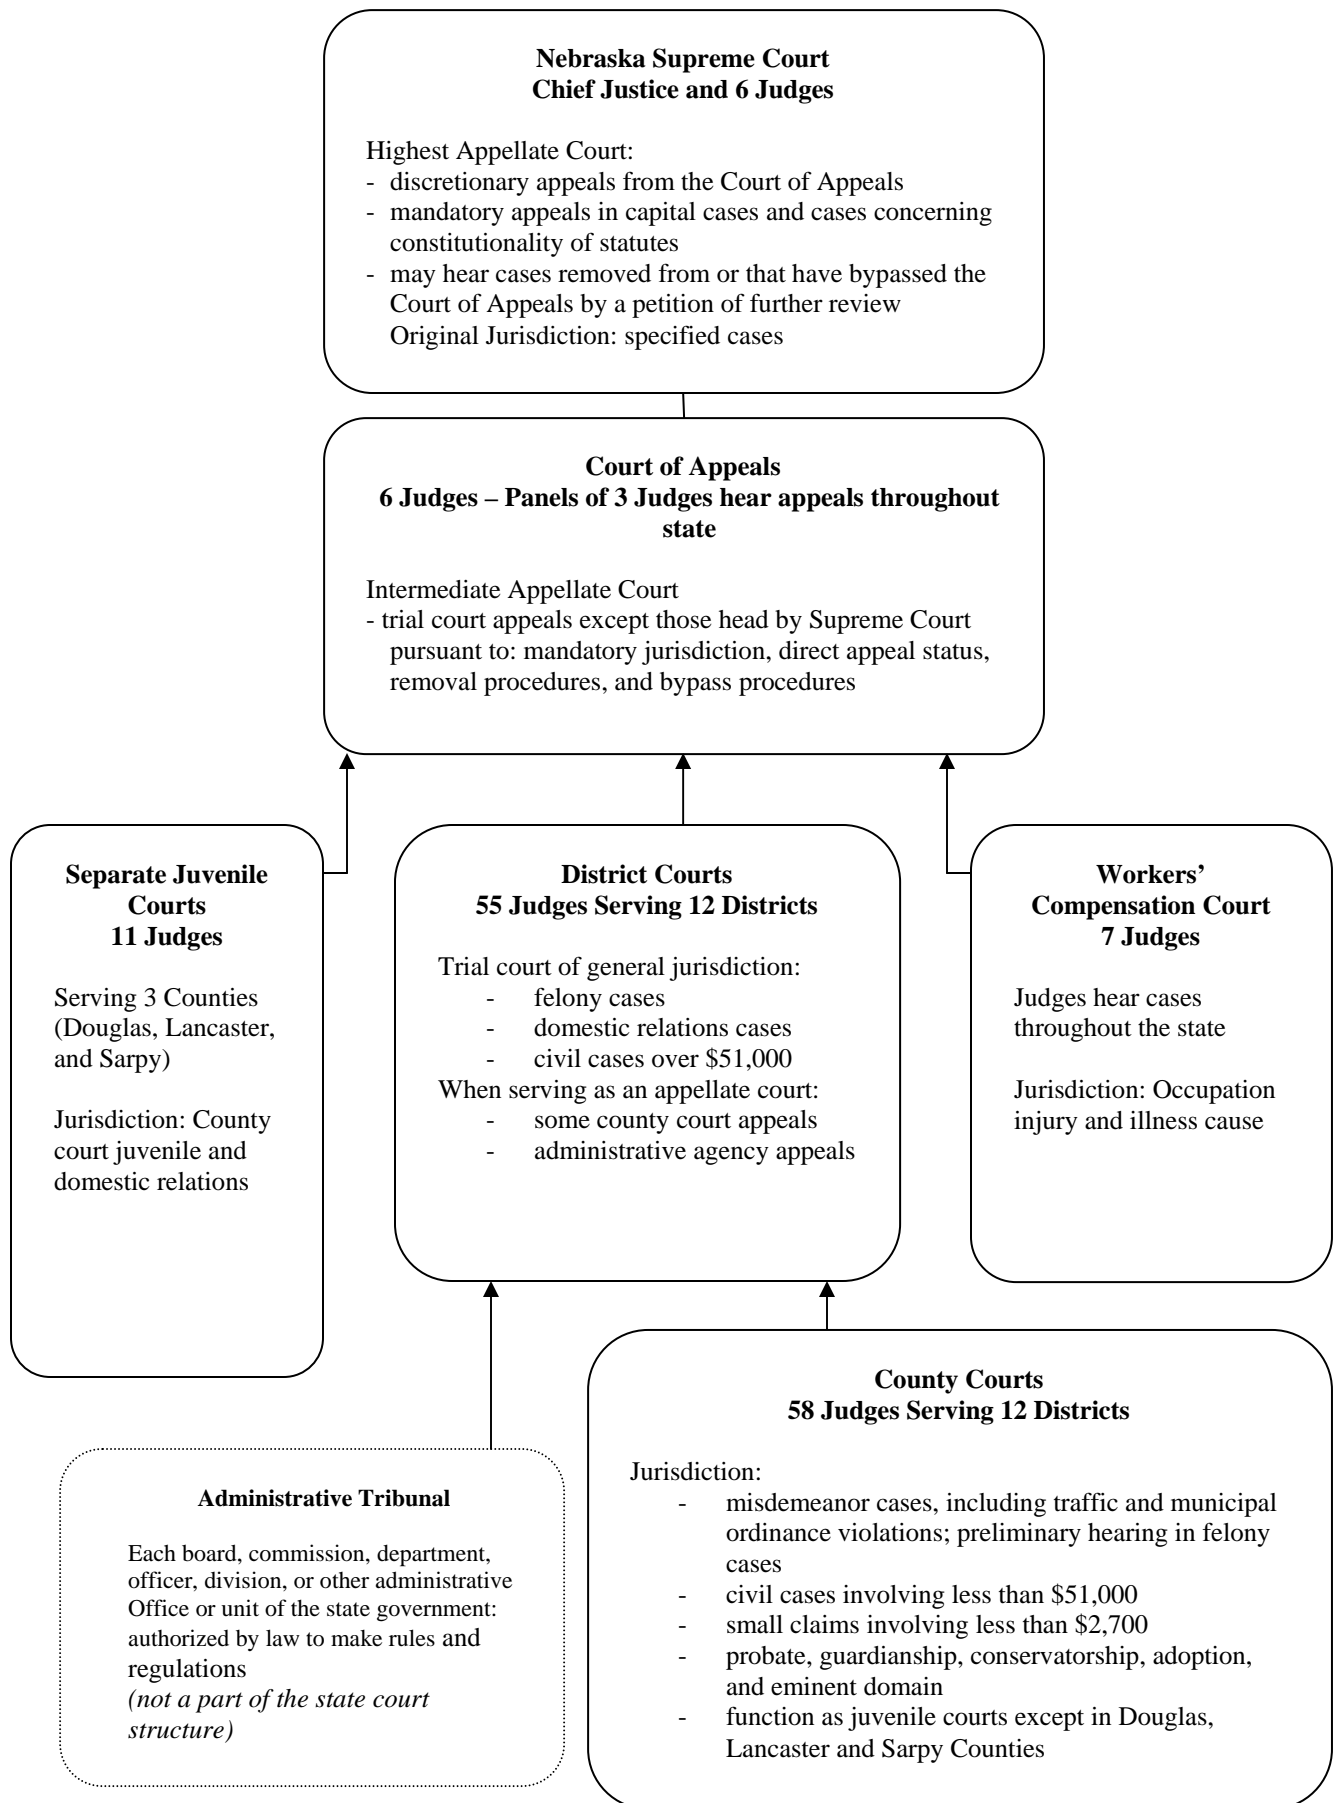 Nebraska Supreme Court
Chief Justice and 6 Judges
Highest Appellate Court:
- discretionary appeals from the Court of Appeals
- mandatory appeals in capital cases and cases concerning
constitutionality of statutes
- may hear cases removed from or that have bypassed the
Court of Appeals by a petition of further review
Original Jurisdiction: specified cases
Court of Appeals
6 Judges – Panels of 3 Judges hear appeals throughout
state
Intermediate Appellate Court
- trial court appeals except those head by Supreme Court
pursuant to: mandatory jurisdiction, direct appeal status,
removal procedures, and bypass procedures
Separate Juvenile
Courts
11 Judges
Serving 3 Counties
(Douglas, Lancaster,
and Sarpy)
Jurisdiction: County
court juvenile and
domestic relations
District Courts
55 Judges Serving 12 Districts
Trial court of general jurisdiction:
- felony cases
- domestic relations cases
- civil cases over $51,000
When serving as an appellate court:
- some county court appeals
- administrative agency appeals
Workers’
Compensation Court
7 Judges
Judges hear cases
throughout the state
Jurisdiction: Occupation
injury and illness cause
Administrative Tribunal
Each board, commission, department,
officer, division, or other administrative
Office or unit of the state government:
authorized by law to make rules and
regulations
(not a part of the state court
structure)
County Courts
58 Judges Serving 12 Districts
Jurisdiction:
- misdemeanor cases, including traffic and municipal
ordinance violations; preliminary hearing in felony
cases
- civil cases involving less than $51,000
- small claims involving less than $2,700
- probate, guardianship, conservatorship, adoption,
and eminent domain
- function as juvenile courts except in Douglas,
Lancaster and Sarpy Counties